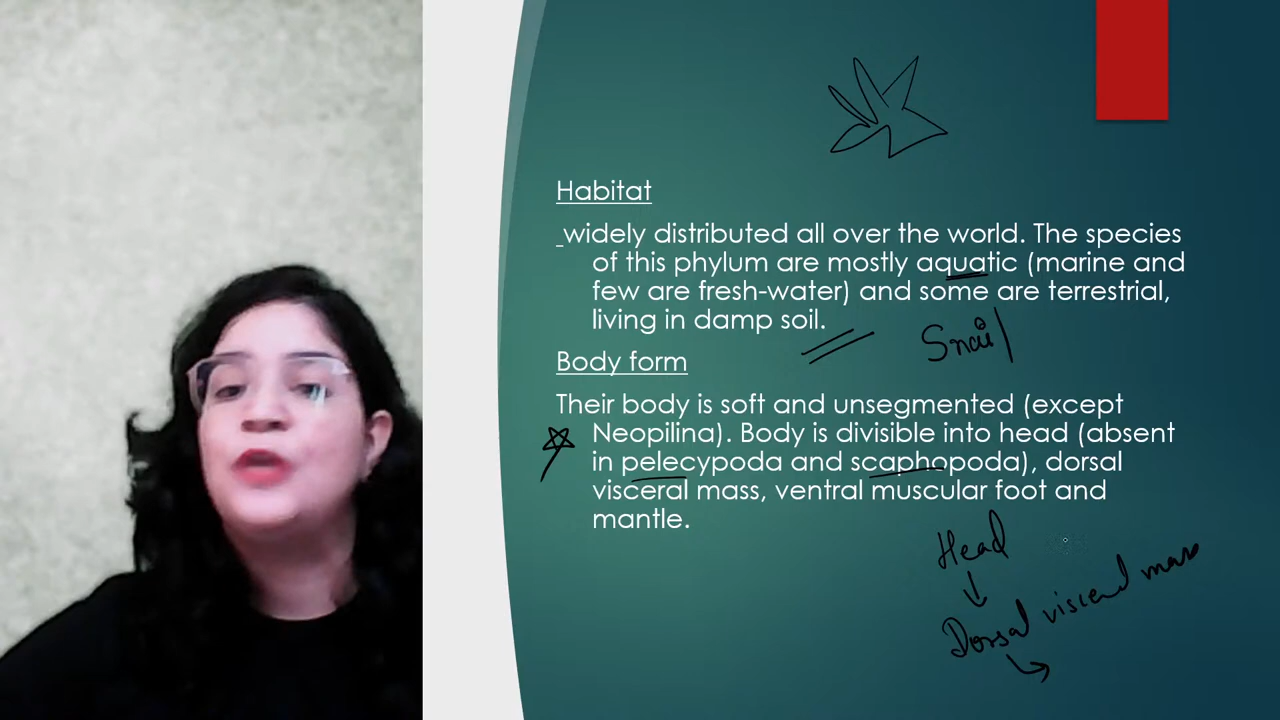 Habitat
widely distributed all over the world. The species
of this phylum are mostly aquatic (marine and
few are fresh-water) and some are terrestrial,
living in damp soil.
Snail
Body form
Their body is soft and unsegmented (except
Neopilina). Body is divisible into head (absent
in pelecypoda and scaphopoda), dorsal
visceral mass, ventral muscular foot and
mantle.
Head
Dorsal visceral mass